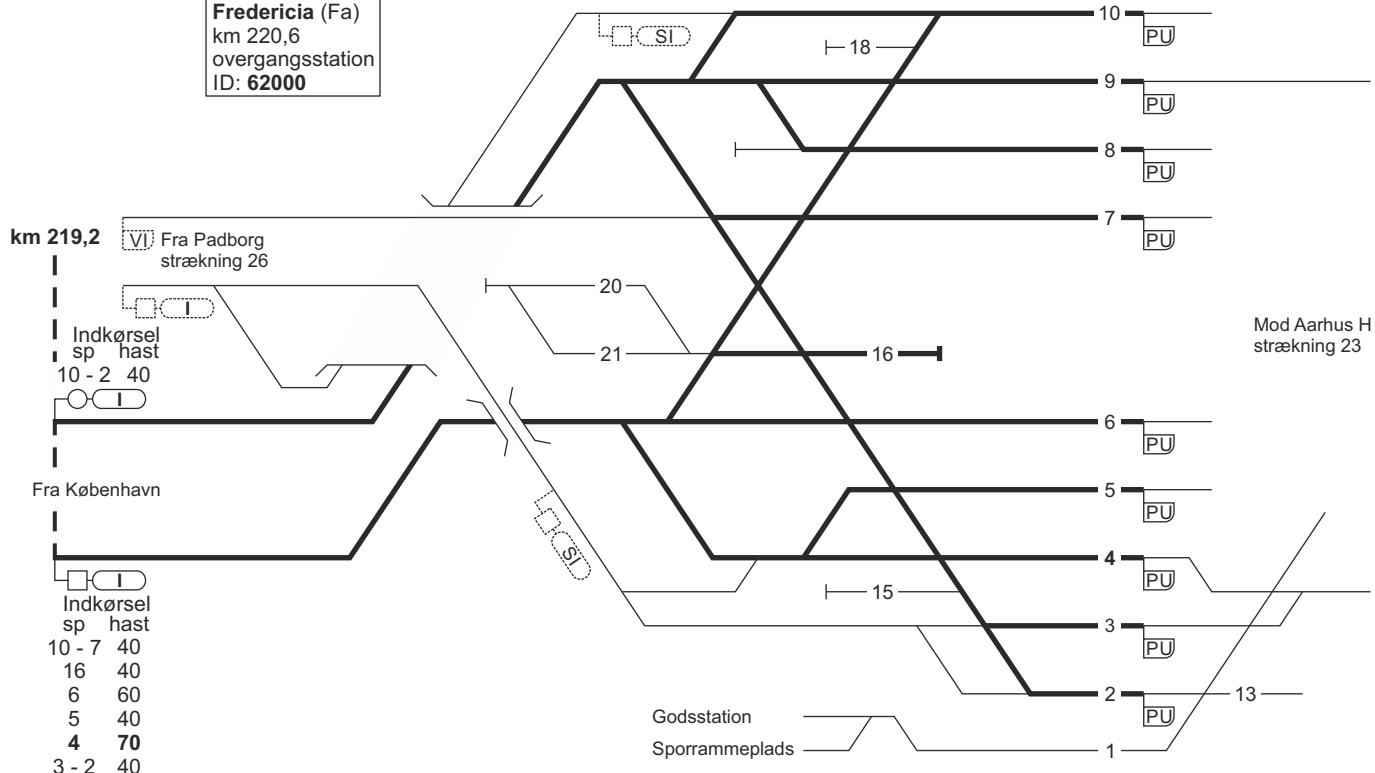 Fredericia (Fa)
km 220,6
overgangsstation
ID: 62000
SI
10
PU
18
9
PU
8
PU
7
PU
km 219,2
VI
Fra Padborg
strækning 26
I
20
21
16
Mod Aarhus H
strækning 23
Indkørsel
sp hast
10 - 2 40
I
6
PU
Fra København
5
PU
SI
4
PU
15
I
Indkørsel
sp hast
10 - 7 40
16 40
6 60
5 40
4 70
3 - 2 40
3
PU
2
PU
13
Godsstation
Sporrammeplads
1